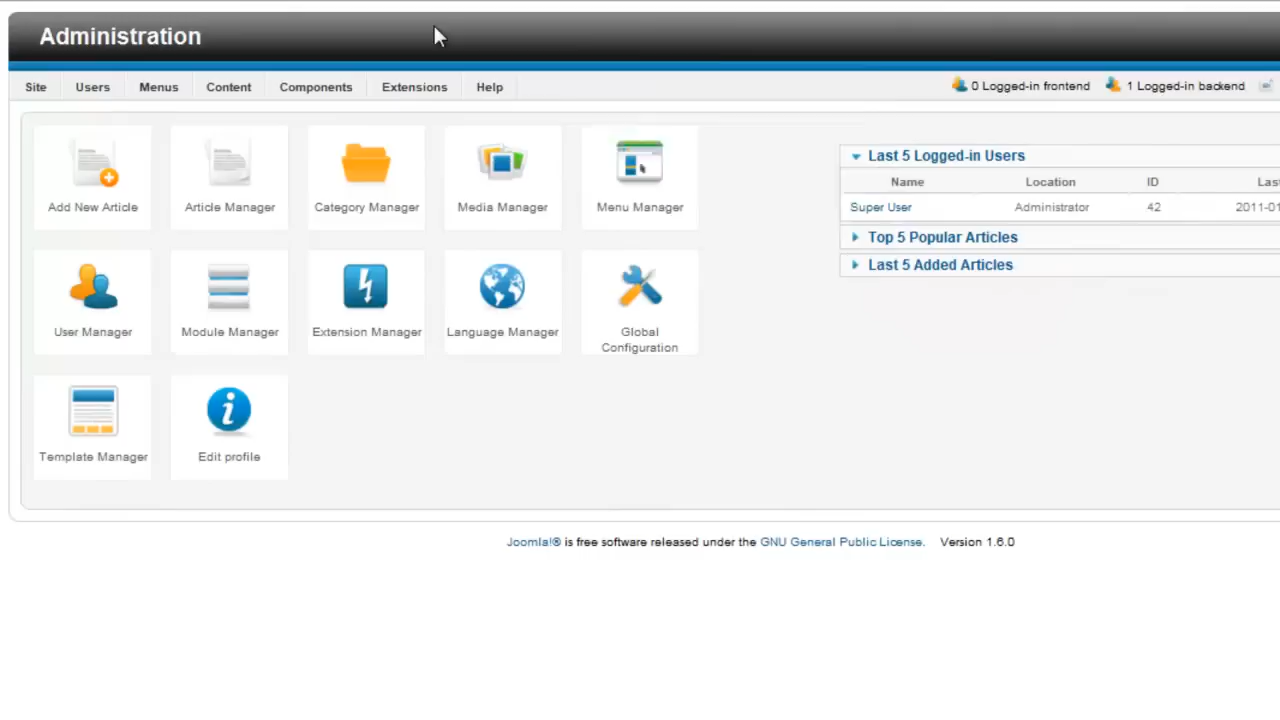 Administration
Site Users Menus Content Components Extensions Help 0 Logged-in frontend 1 Logged-in backend
Add New Article Article Manager Category Manager Media Manager Menu Manager
User Manager Module Manager Extension Manager Language Manager Global
Configuration
Template Manager Edit profile
Last 5 Logged-in Users
Name Location ID Las
Super User Administrator 42 2011-01
Top 5 Popular Articles
Last 5 Added Articles
Joomla!® is free software released under the GNU General Public License. Version 1.6.0